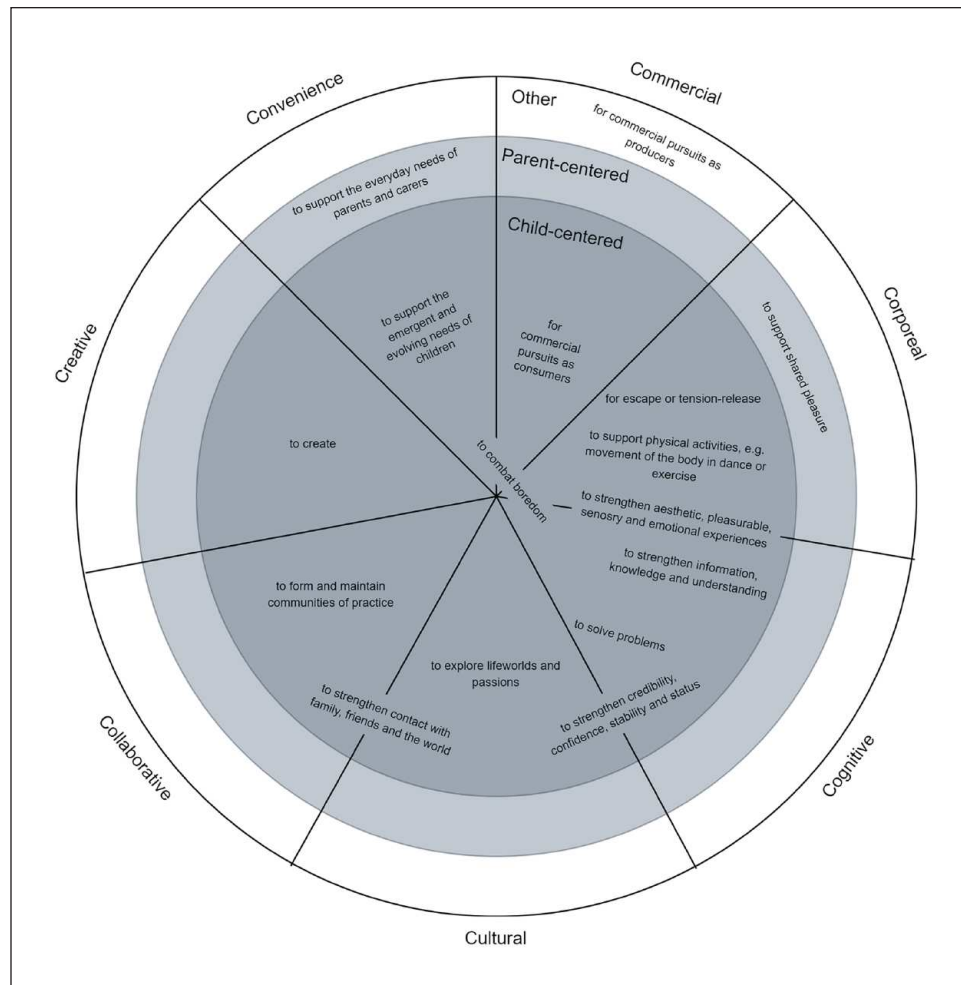 Convenience
Commercial
Other
for commercial pursuits as
producers
Parent-centered
to support the everyday needs of
parents and carers
Child-centered
Corporeal
to support shared pleasure
Creative
to support the
emergent and
evolving needs of
children
for
commercial
pursuits as
consumers
for escape or tension-release
to support physical activities, e.g.
movement of the body in dance or
exercise
to create
to combat boredom
to strengthen aesthetic, pleasurable,
senosry and emotional experiences
to strengthen information,
knowledge and understanding
to form and maintain
communities of practice
to solve problems
to explore lifeworlds and
passions
to strengthen contact with
family, friends and the world
to strengthen credibility,
confidence, stability and status
Collaborative
Cognitive
Cultural